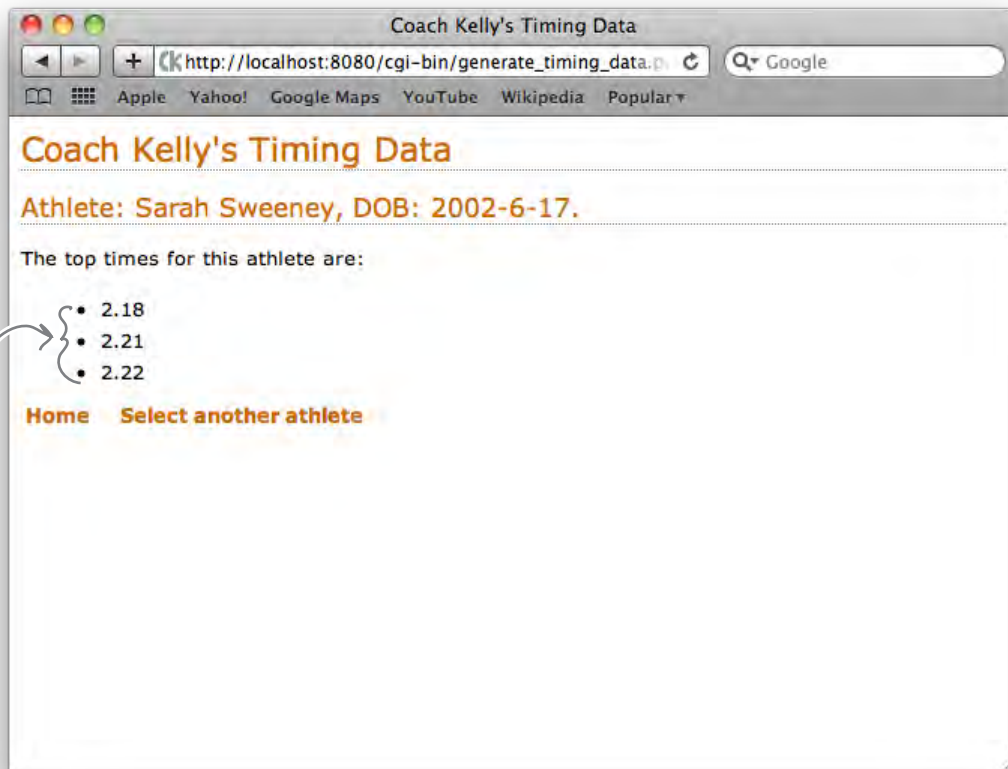 Coach Kelly's Timing Data
http://localhost:8080/cgi-bin/generate_timing_data.p
Google
Apple Yahoo! Google Maps YouTube Wikipedia Popular
Coach Kelly's Timing Data
Athlete: Sarah Sweeney, DOB: 2002-6-17.
The top times for this athlete are:
• 2.18
• 2.21
• 2.22
Home Select another athlete